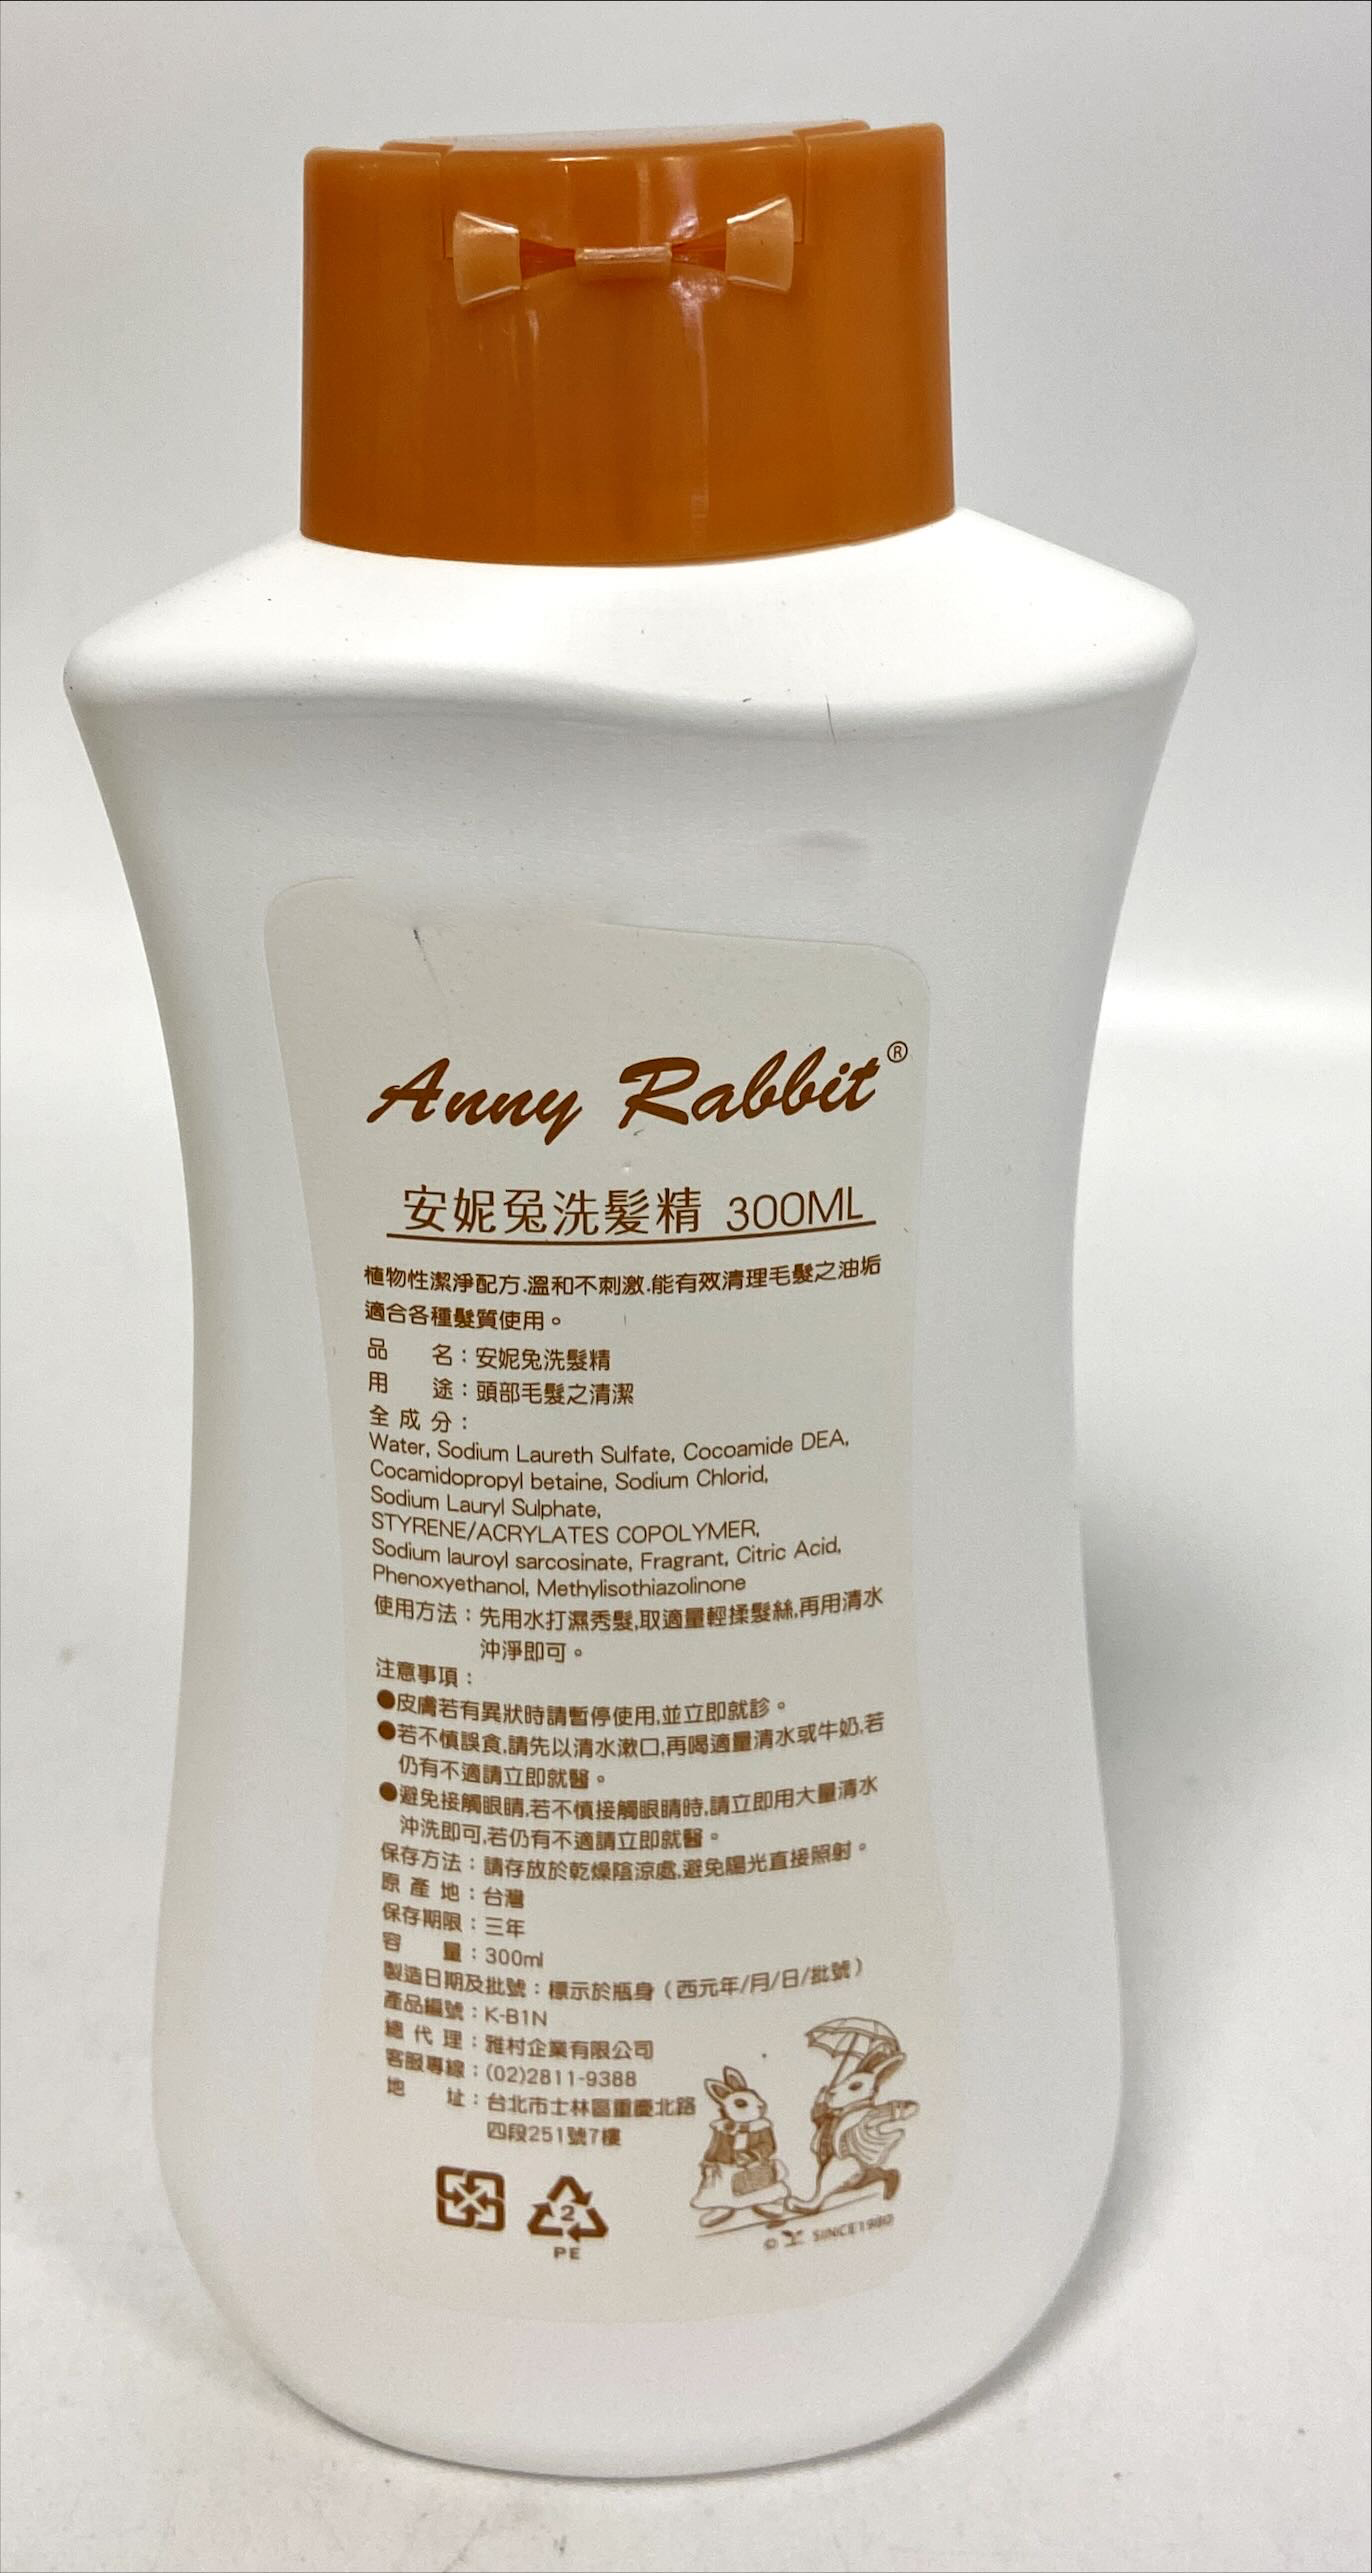 Anny Rabbit®
安妮兔洗髮精 300ML
植物性潔淨配方.溫和不刺激.能有效清理毛髮之油垢
適合各種髮質使用。
品 名：安妮兔洗髮精
用 途：頭部毛髮之清潔
全成分：
Water, Sodium Laureth Sulfate, Cocoamide DEA,
Cocamidopropyl betaine, Sodium Chlorid,
Sodium Lauryl Sulphate,
STYRENE/ACRYLATES COPOLYMER,
Sodium lauroyl sarcosinate, Fragrant, Citric Acid,
Phenoxyethanol, Methylisothiazolinone
使用方法：先用水打濕秀髮,取適量輕揉髮絲,再用清水
沖淨即可。
注意事項：
●皮膚若有異狀時請暫停使用,並立即就診。
●若不慎誤食,請先以清水漱口,再喝適量清水或牛奶,若
仍有不適請立即就醫。
●避免接觸眼睛,若不慎接觸眼睛時,請立即用大量清水
沖洗即可,若仍有不適請立即就醫。
保存方法：請存放於乾燥陰涼處,避免陽光直接照射。
原產地：台灣
保存期限：三年
容 量：300ml
製造日期及批號：標示於瓶身（西元年/月/日/批號）
產品編號：K-B1N
總代理：雅村企業有限公司
客服專線：(02)2811-9388
地 址：台北市士林區重慶北路
四段251號7樓
2
PE
© SINCE1980